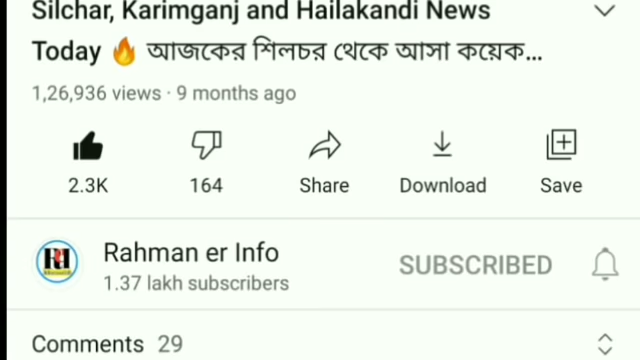 Silchar, Karimganj and Hailakandi News
Today 🔥 আজকের শিলচর থেকে আসা কয়েক...
1,26,936 views · 9 months ago
2.3K 164 Share Download Save
Rahman er Info SUBSCRIBED
1.37 lakh subscribers
Comments 29